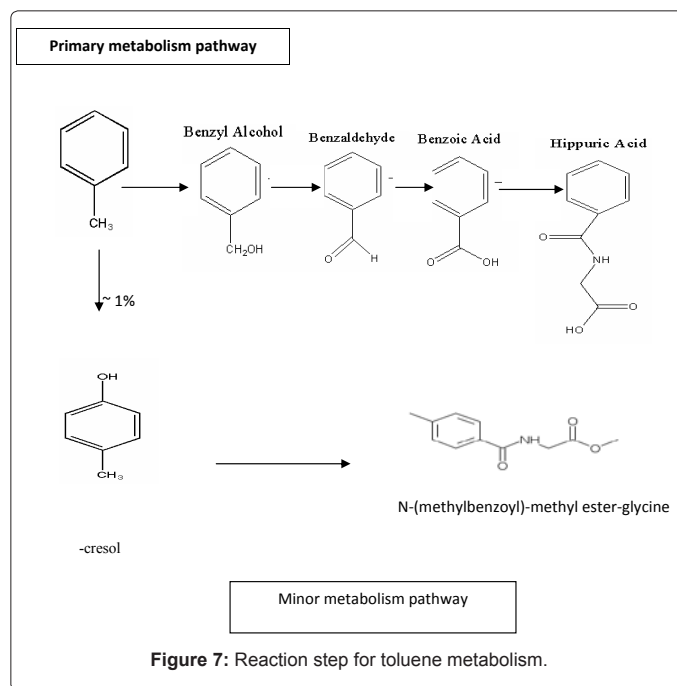 Primary metabolism pathway
Benzyl Alcohol
Benzaldehyde
Benzoic Acid
Hippuric Acid
CH₃
CH₂OH
O
H
O
OH
O
NH
O
HO
~ 1%
OH
CH₃
O
NH
O
O
N-(methylbenzoyl)-methyl ester-glycine
-cresol
Minor metabolism pathway
Figure 7: Reaction step for toluene metabolism.